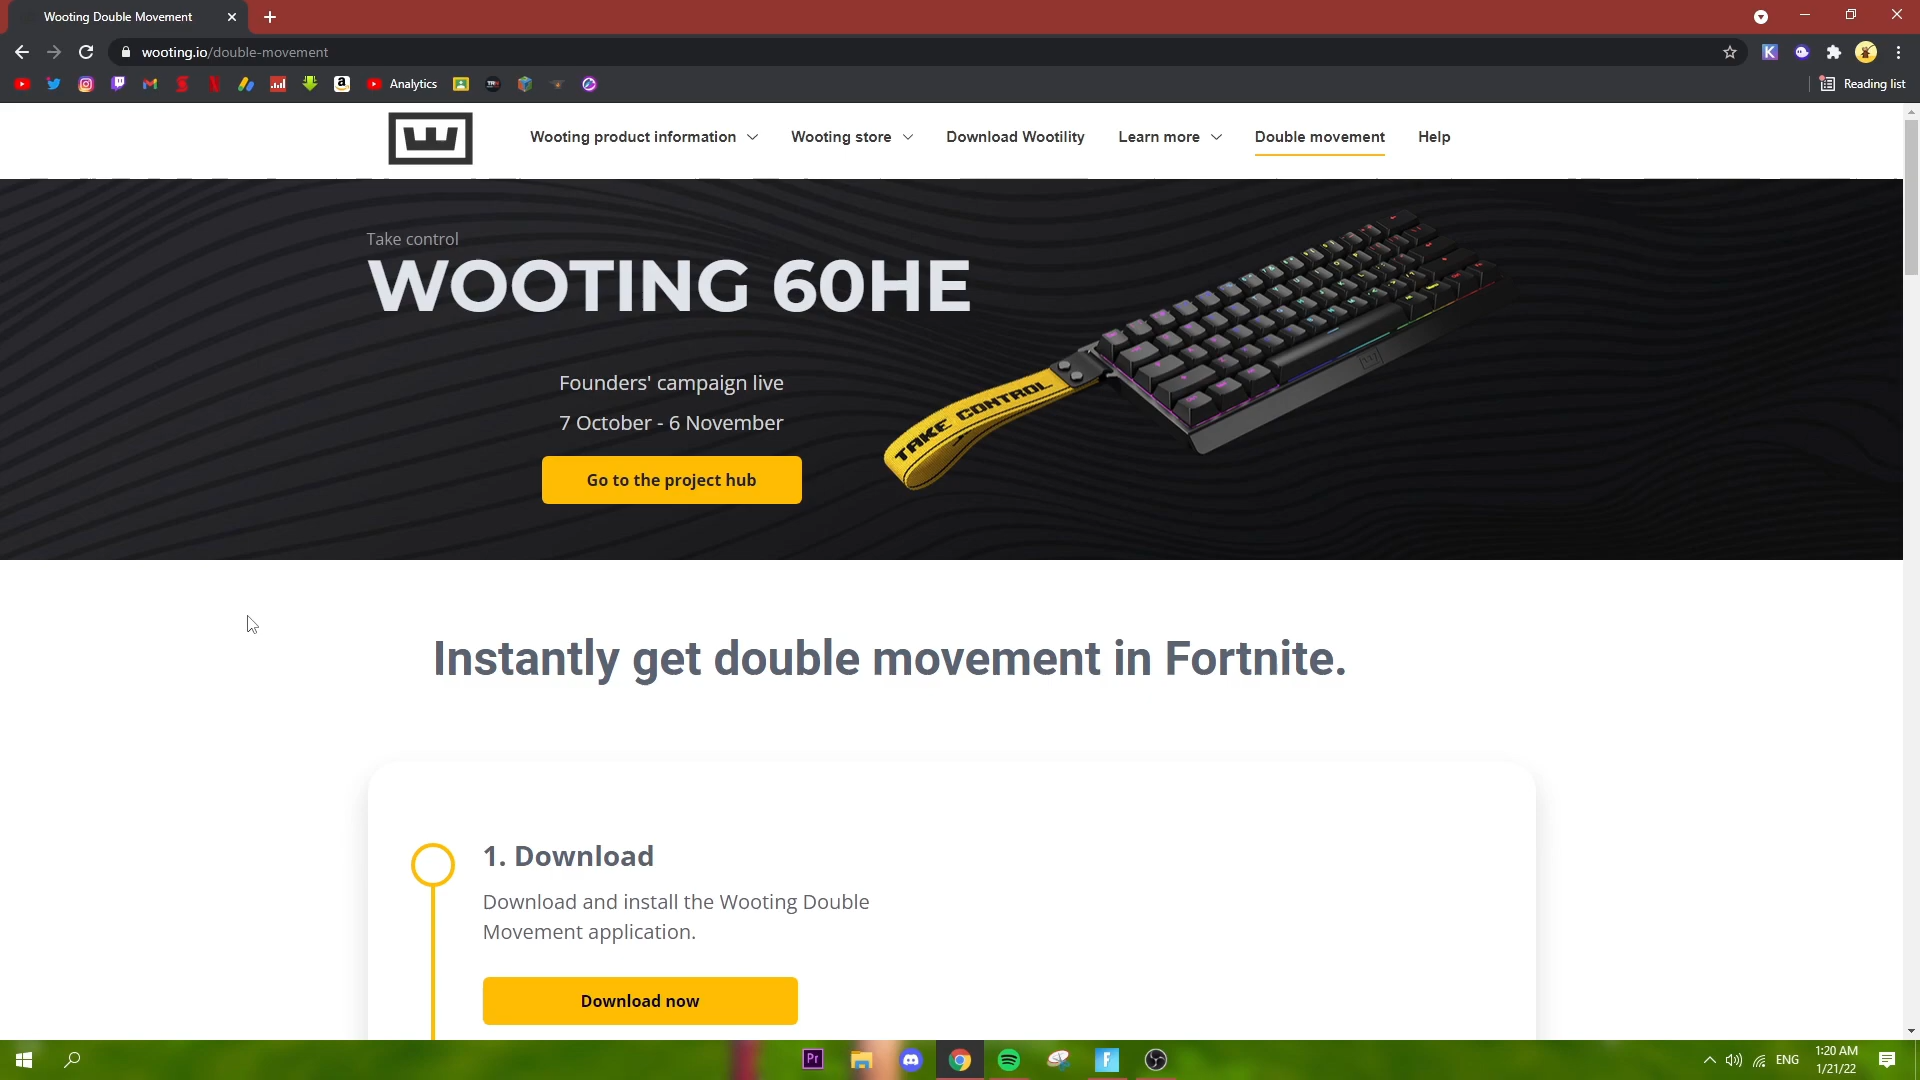 Wooting Double Movement
wooting.io/double-movement
Analytics
Reading list
Wooting product information
Wooting store
Download Wootility
Learn more
Double movement
Help
Take control
WOOTING 60HE
Founders' campaign live
7 October - 6 November
Go to the project hub
TAKE CONTROL
Instantly get double movement in Fortnite.
1. Download
Download and install the Wooting Double
Movement application.
Download now
Pr
ENG
1:20 AM
1/21/22